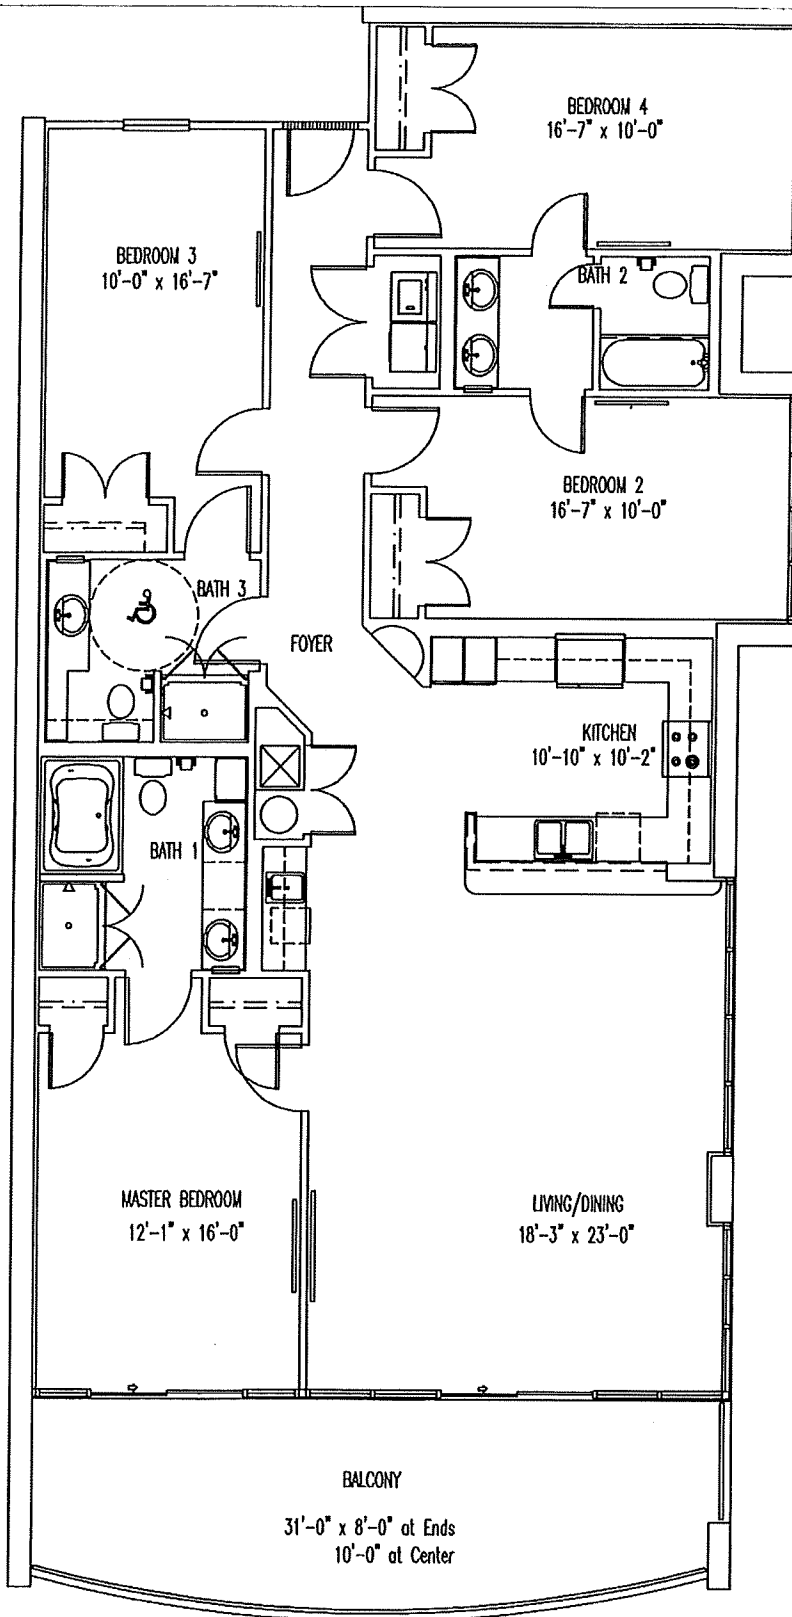 BEDROOM 4
16'-7" x 10'-0"
BEDROOM 3
10'-0" x 16'-7"
BATH 2
BEDROOM 2
16'-7" x 10'-0"
BATH 3
FOYER
KITCHEN
10'-10" x 10'-2"
BATH 1
MASTER BEDROOM
12'-1" x 16'-0"
LIVING/DINING
18'-3" x 23'-0"
BALCONY
31'-0" x 8'-0" at Ends
10'-0" at Center